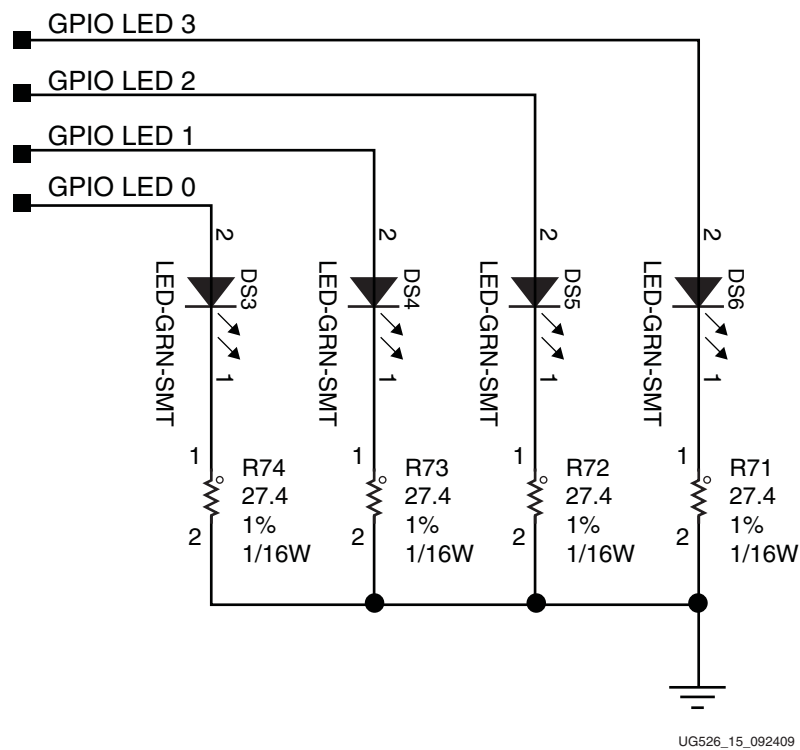 GPIO LED 3
GPIO LED 2
GPIO LED 1
GPIO LED 0
2
DS3
LED-GRN-SMT
1
2
DS4
LED-GRN-SMT
1
2
DS5
LED-GRN-SMT
1
2
DS6
LED-GRN-SMT
1
1
R74
27.4
1%
1/16W
2
1
R73
27.4
1%
1/16W
2
1
R72
27.4
1%
1/16W
2
1
R71
27.4
1%
1/16W
2
UG526_15_092409